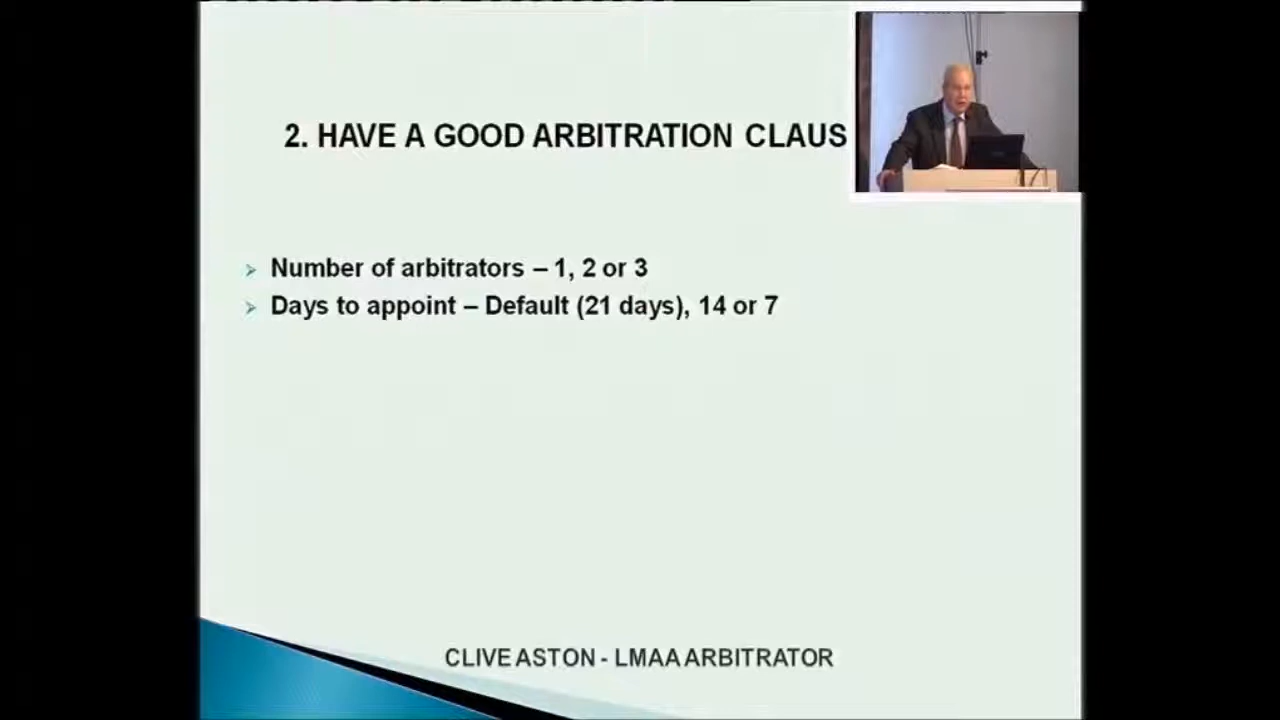 2. HAVE A GOOD ARBITRATION CLAUS
Number of arbitrators – 1, 2 or 3
Days to appoint – Default (21 days), 14 or 7
CLIVE ASTON - LMAA ARBITRATOR